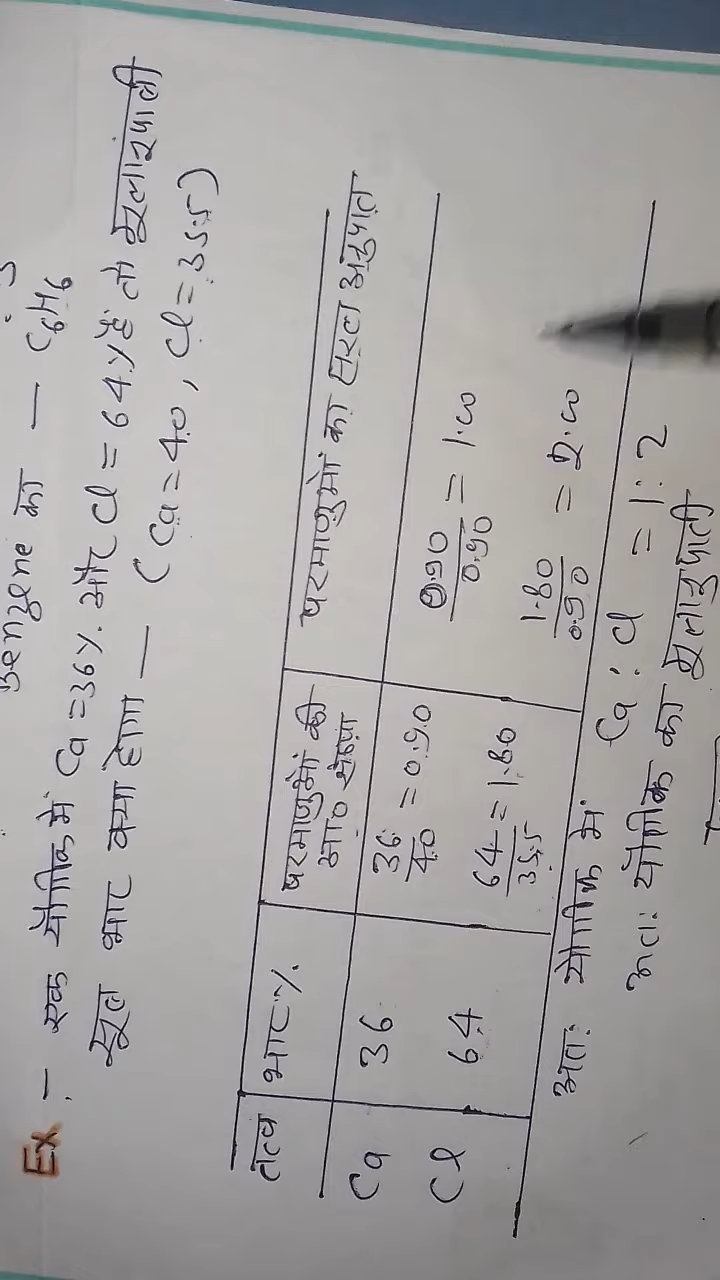 Benzene का — C6H6
Ex :- एक यौगिक में Ca = 36% और Cl = 64% है तो मूलानुपाती
मूल भार क्या होगा — (Ca = 40, Cl = 35.5)
तत्व भार% परमाणुओं की आ० संख्या परमाणुओं का सरल अनुपात
Ca 36 36/40 = 0.90 0.90/0.90 = 1.00
Cl 64 64/35.5 = 1.80 1.80/0.90 = 2.00
अतः यौगिक में Ca : Cl = 1 : 2
अतः यौगिक का मूलानुपाती